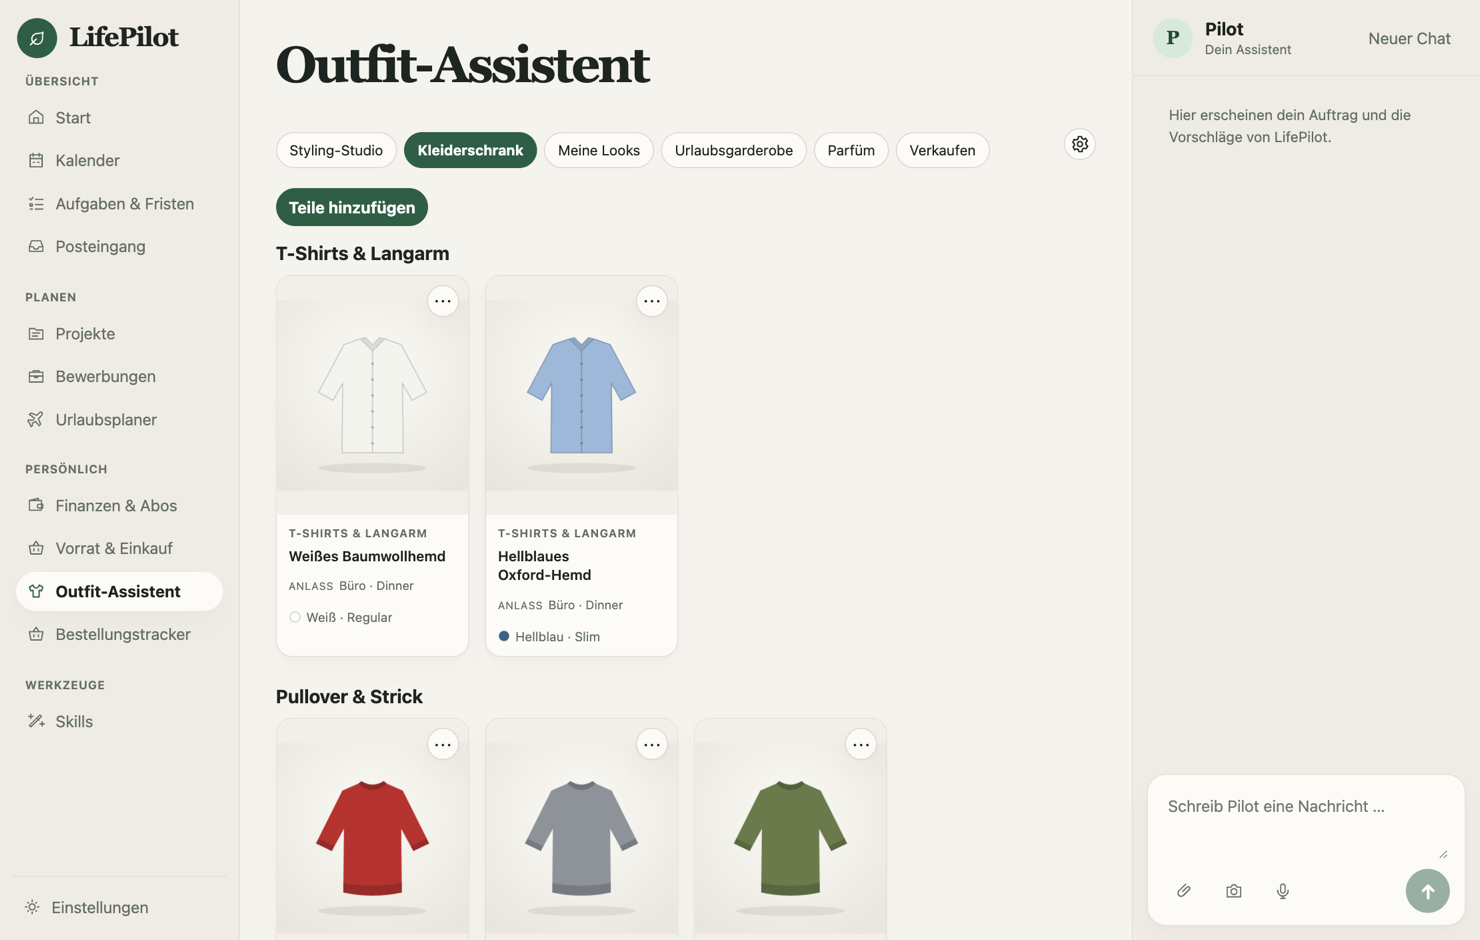 LifePilot
ÜBERSICHT
Start
Kalender
Aufgaben & Fristen
Posteingang
PLANEN
Projekte
Bewerbungen
Urlaubsplaner
PERSÖNLICH
Finanzen & Abos
Vorrat & Einkauf
Outfit-Assistent
Bestellungstracker
WERKZEUGE
Skills
Einstellungen
Outfit-Assistent
Styling-Studio
Kleiderschrank
Meine Looks
Urlaubsgarderobe
Parfüm
Verkaufen
Teile hinzufügen
T-Shirts & Langarm
T-SHIRTS & LANGARM
Weißes Baumwollhemd
ANLASS Büro · Dinner
Weiß · Regular
T-SHIRTS & LANGARM
Hellblaues
Oxford-Hemd
ANLASS Büro · Dinner
Hellblau · Slim
Pullover & Strick
P
Pilot
Dein Assistent
Neuer Chat
Hier erscheinen dein Auftrag und die
Vorschläge von LifePilot.
Schreib Pilot eine Nachricht ...